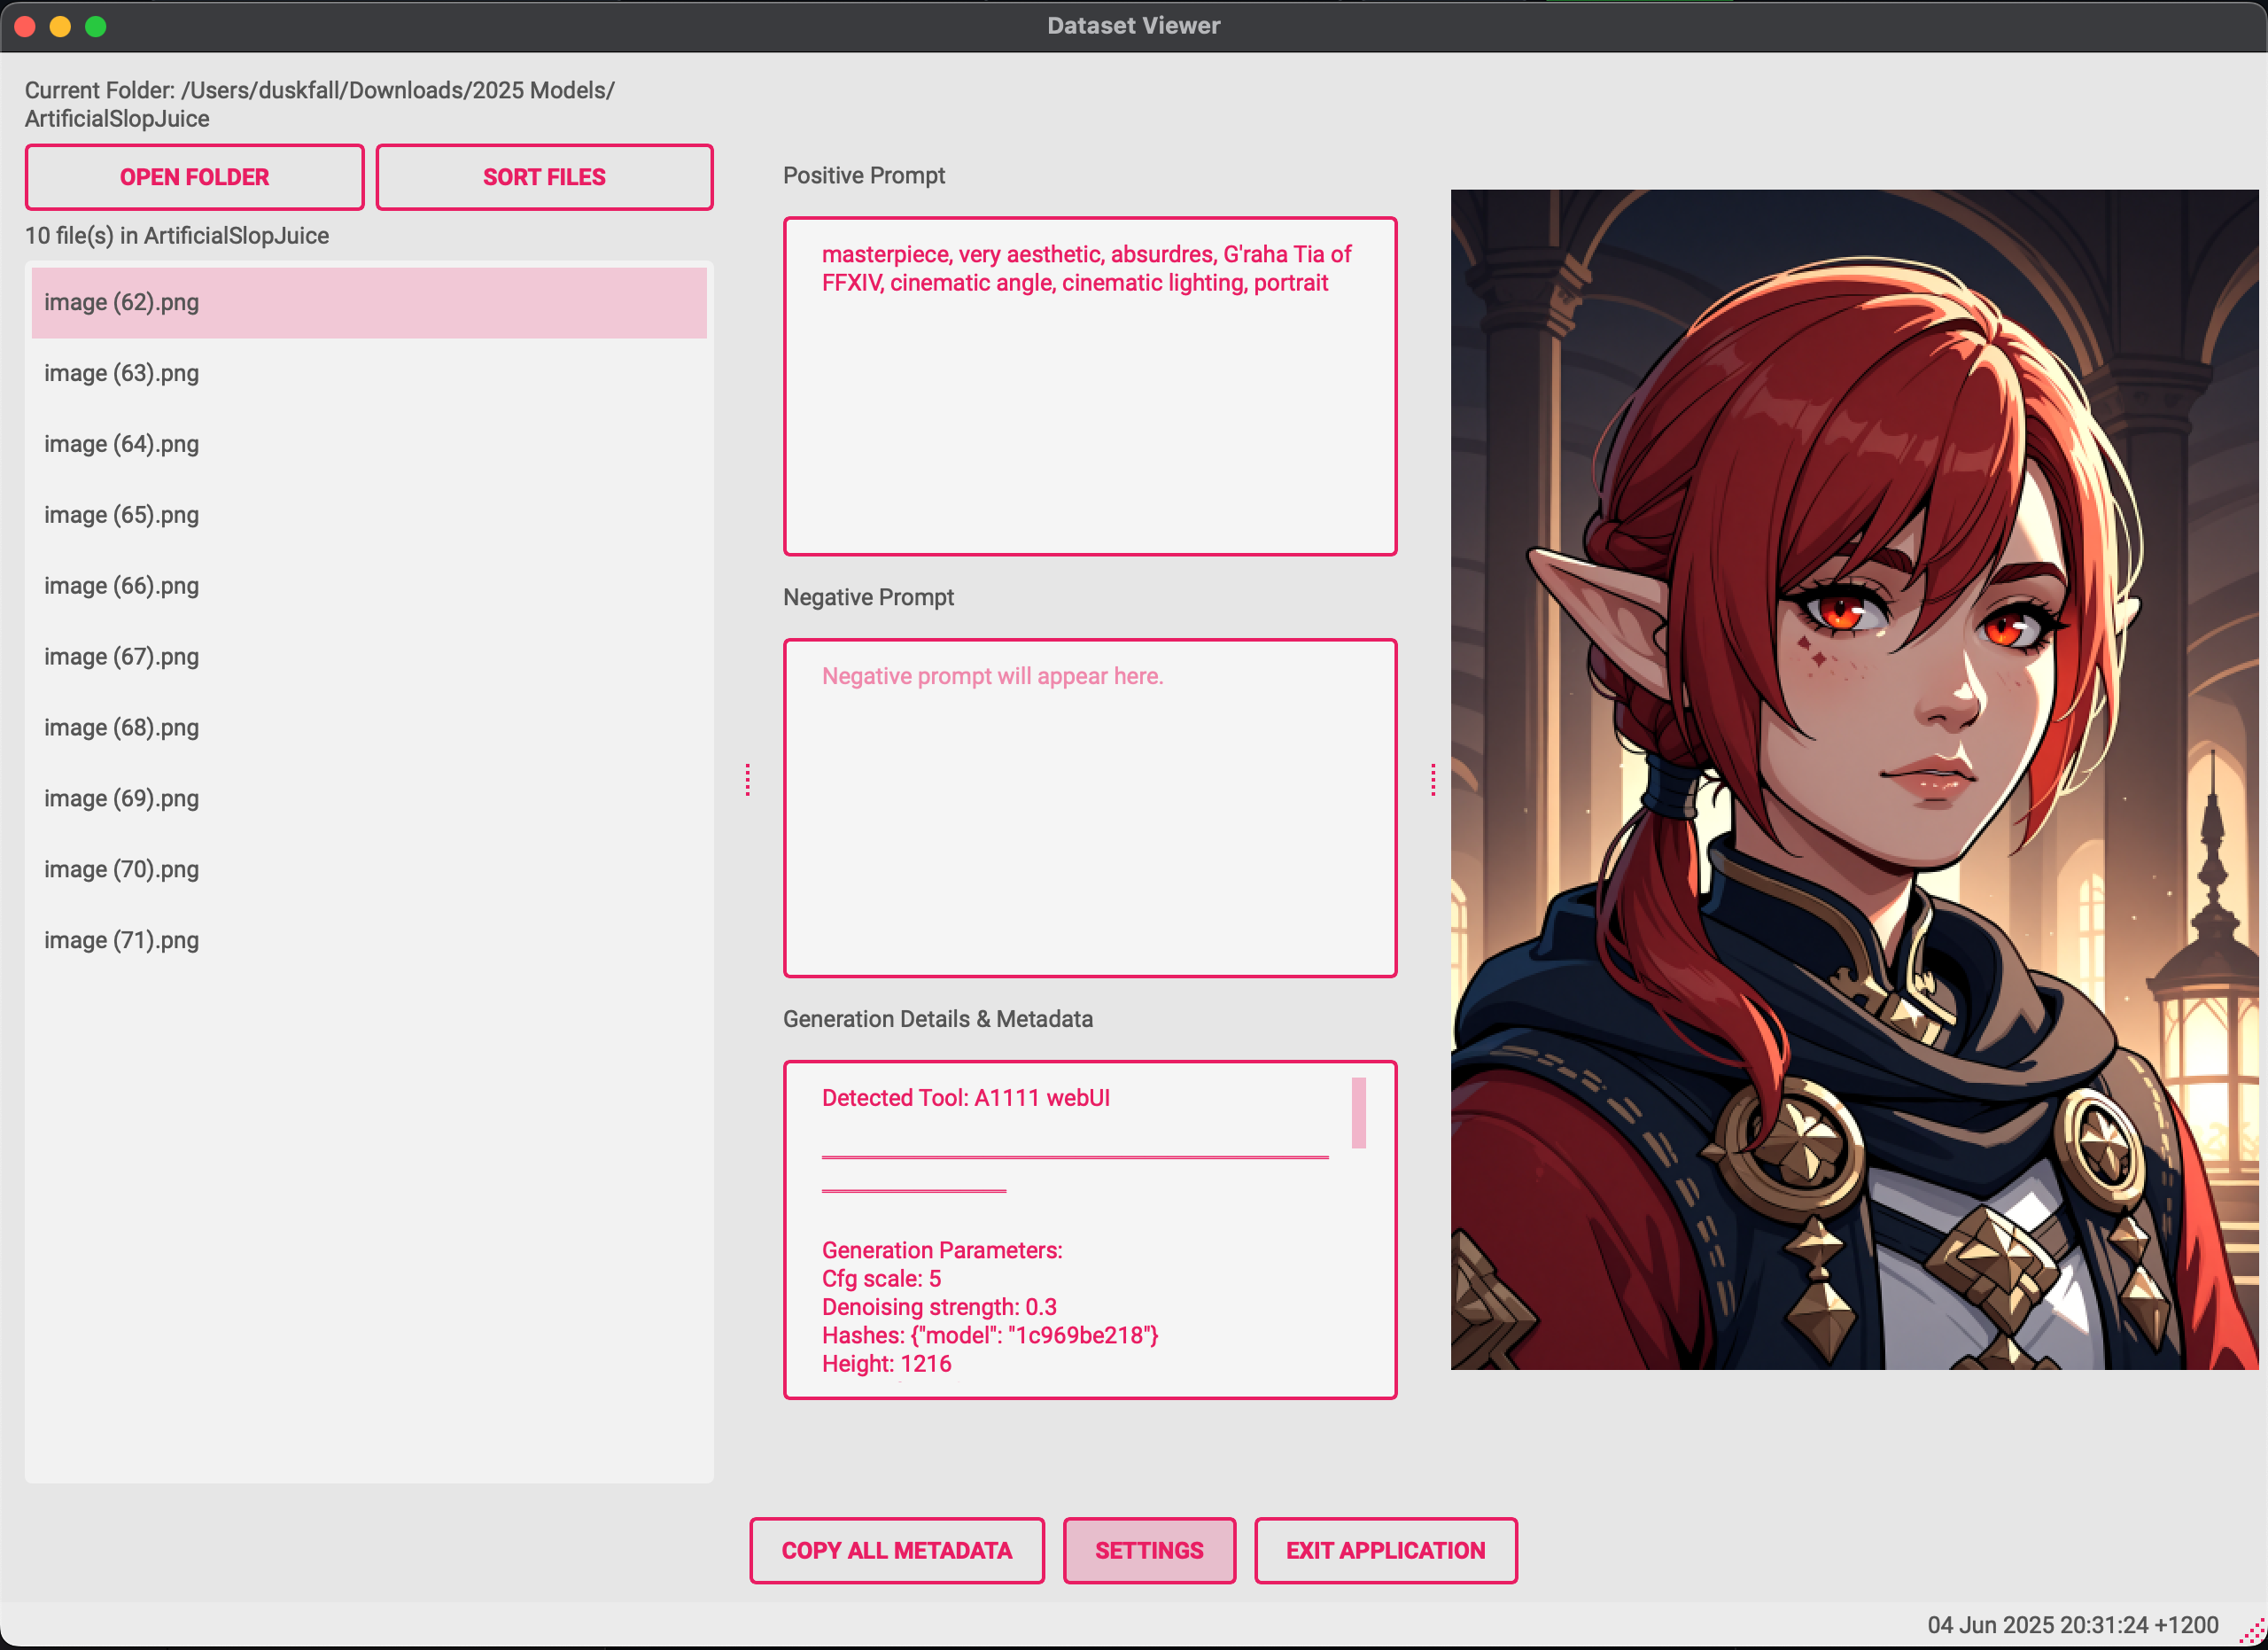 Dataset Viewer
Current Folder: /Users/duskfall/Downloads/2025 Models/
ArtificialSlopJuice
OPEN FOLDER
SORT FILES
10 file(s) in ArtificialSlopJuice
image (62).png
image (63).png
image (64).png
image (65).png
image (66).png
image (67).png
image (68).png
image (69).png
image (70).png
image (71).png
Positive Prompt
masterpiece, very aesthetic, absurdres, G'raha Tia of
FFXIV, cinematic angle, cinematic lighting, portrait
Negative Prompt
Negative prompt will appear here.
Generation Details & Metadata
Detected Tool: A1111 webUI
Generation Parameters:
Cfg scale: 5
Denoising strength: 0.3
Hashes: {"model": "1c969be218"}
Height: 1216
COPY ALL METADATA
SETTINGS
EXIT APPLICATION
04 Jun 2025 20:31:24 +1200